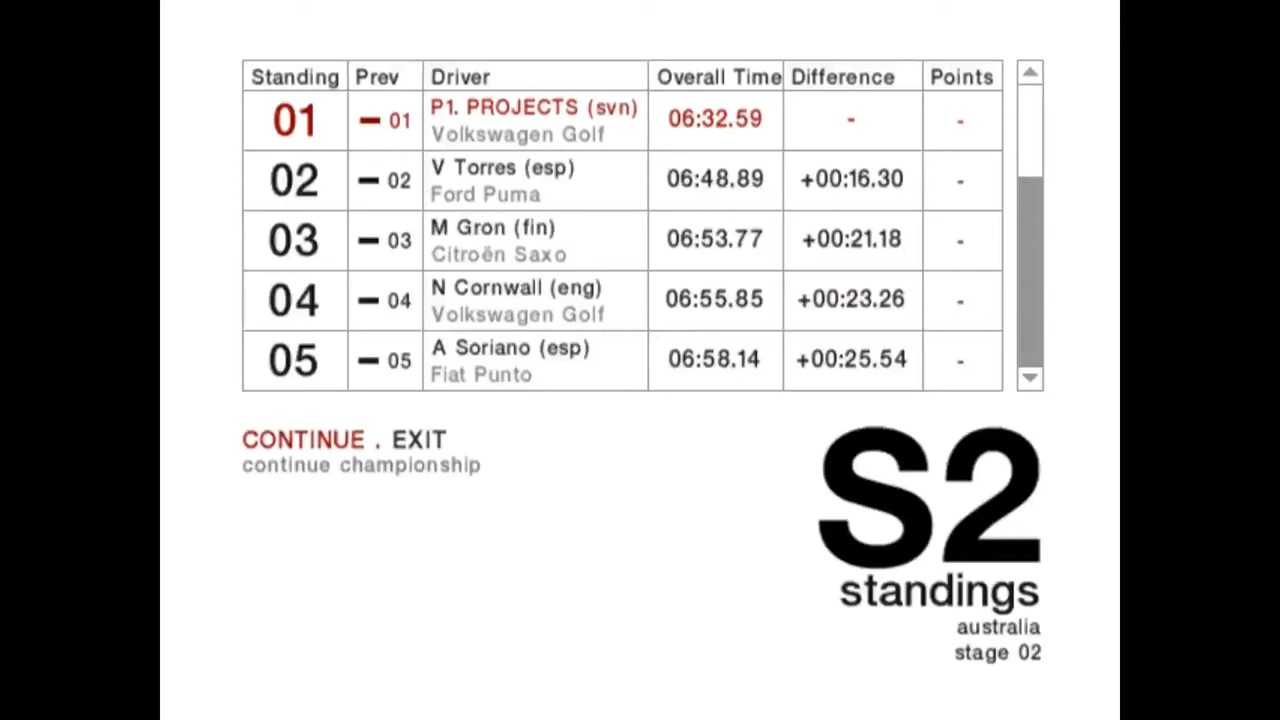 Standing Prev Driver Overall Time Difference Points
01 01 P1. PROJECTS (svn) 06:32.59 - -
Volkswagen Golf
02 02 V Torres (esp) 06:48.89 +00:16.30 -
Ford Puma
03 03 M Gron (fin) 06:53.77 +00:21.18 -
Citroën Saxo
04 04 N Cornwall (eng) 06:55.85 +00:23.26 -
Volkswagen Golf
05 05 A Soriano (esp) 06:58.14 +00:25.54 -
Fiat Punto
CONTINUE . EXIT
continue championship
S2
standings
australia
stage 02